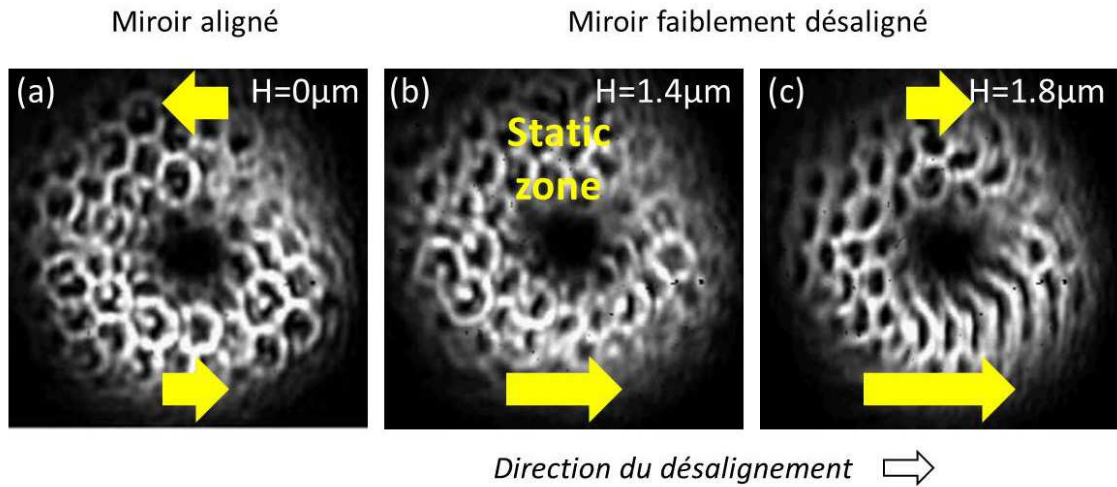 Miroir aligné
Miroir faiblement désaligné
(a)
H=0µm
(b)
H=1.4µm
(c)
H=1.8µm
Static
zone
Direction du désalignement